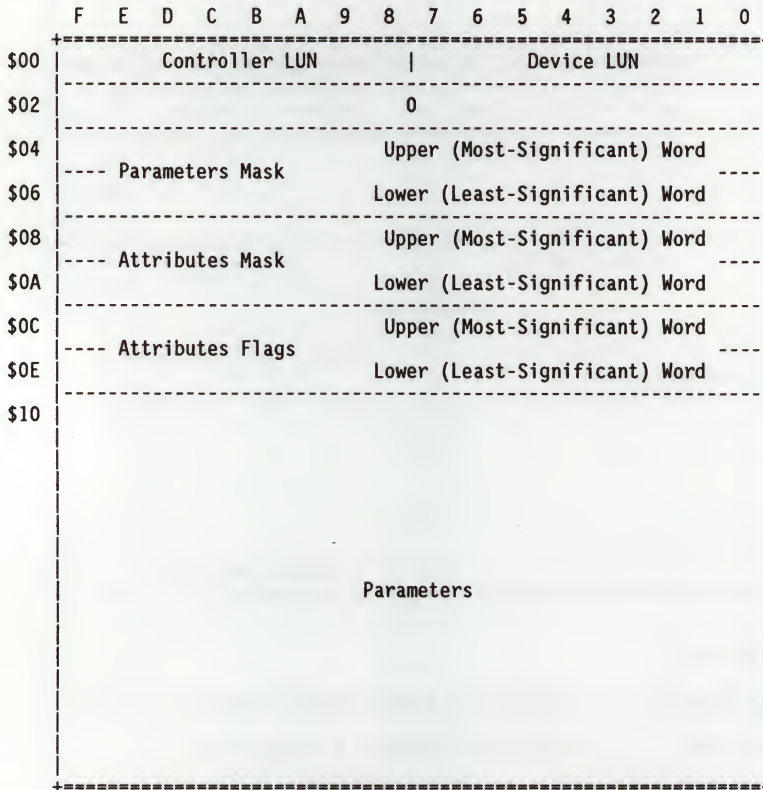 F E D C B A 9 8 7 6 5 4 3 2 1 0
$00 Controller LUN | Device LUN
$02 0
$04 Upper (Most-Significant) Word
---- Parameters Mask ----
$06 Lower (Least-Significant) Word
$08 Upper (Most-Significant) Word
---- Attributes Mask ----
$0A Lower (Least-Significant) Word
$0C Upper (Most-Significant) Word
---- Attributes Flags ----
$0E Lower (Least-Significant) Word
$10
Parameters